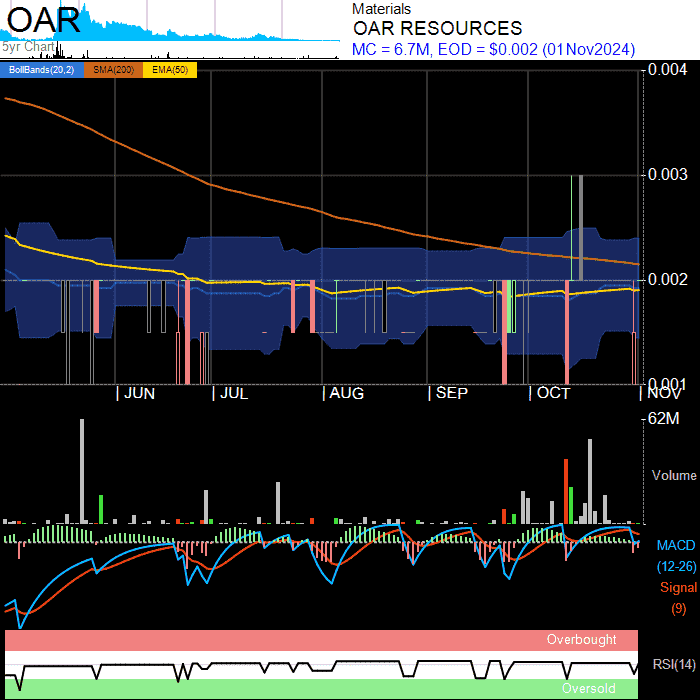 OAR
5yr Chart
Materials
OAR RESOURCES
MC = 6.7M, EOD = $0.002 (01Nov2024)
BollBands(20,2) SMA(200) EMA(50)
0.004
0.003
0.002
0.001
JUN JUL AUG SEP OCT NOV
62M
Volume
MACD
(12-26)
Signal
(9)
Overbought
RSI(14)
Oversold